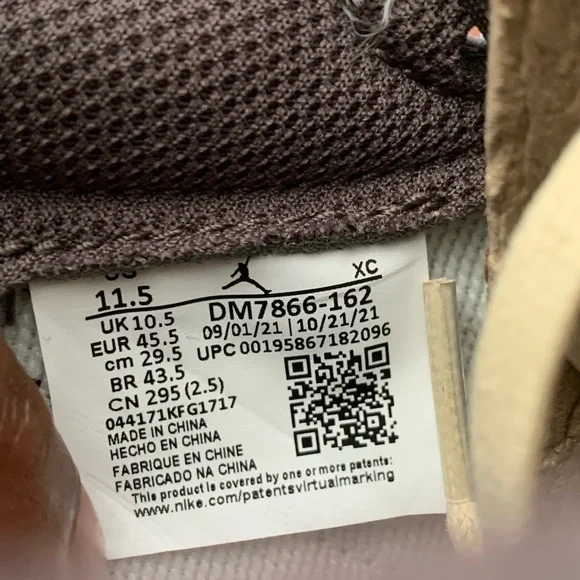 US
11.5
XC
UK 10.5
DM7866-162
EUR 45.5
09/01/21 | 10/21/21
cm 29.5
UPC 00195867182096
BR 43.5
CN 295 (2.5)
044171KFG1717
MADE IN CHINA
HECHO EN CHINA
FABRIQUE EN CHINE
FABRICADO NA CHINA
This product is covered by one or more patents:
www.nike.com/patentsvirtualmarking